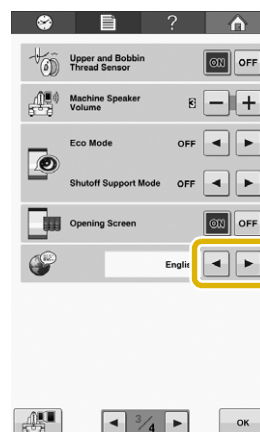 ?
Upper and Bobbin
Thread Sensor
ON OFF
Machine Speaker
Volume
3 − +
Eco Mode OFF
Shutoff Support Mode OFF
Opening Screen ON OFF
3/4 OK